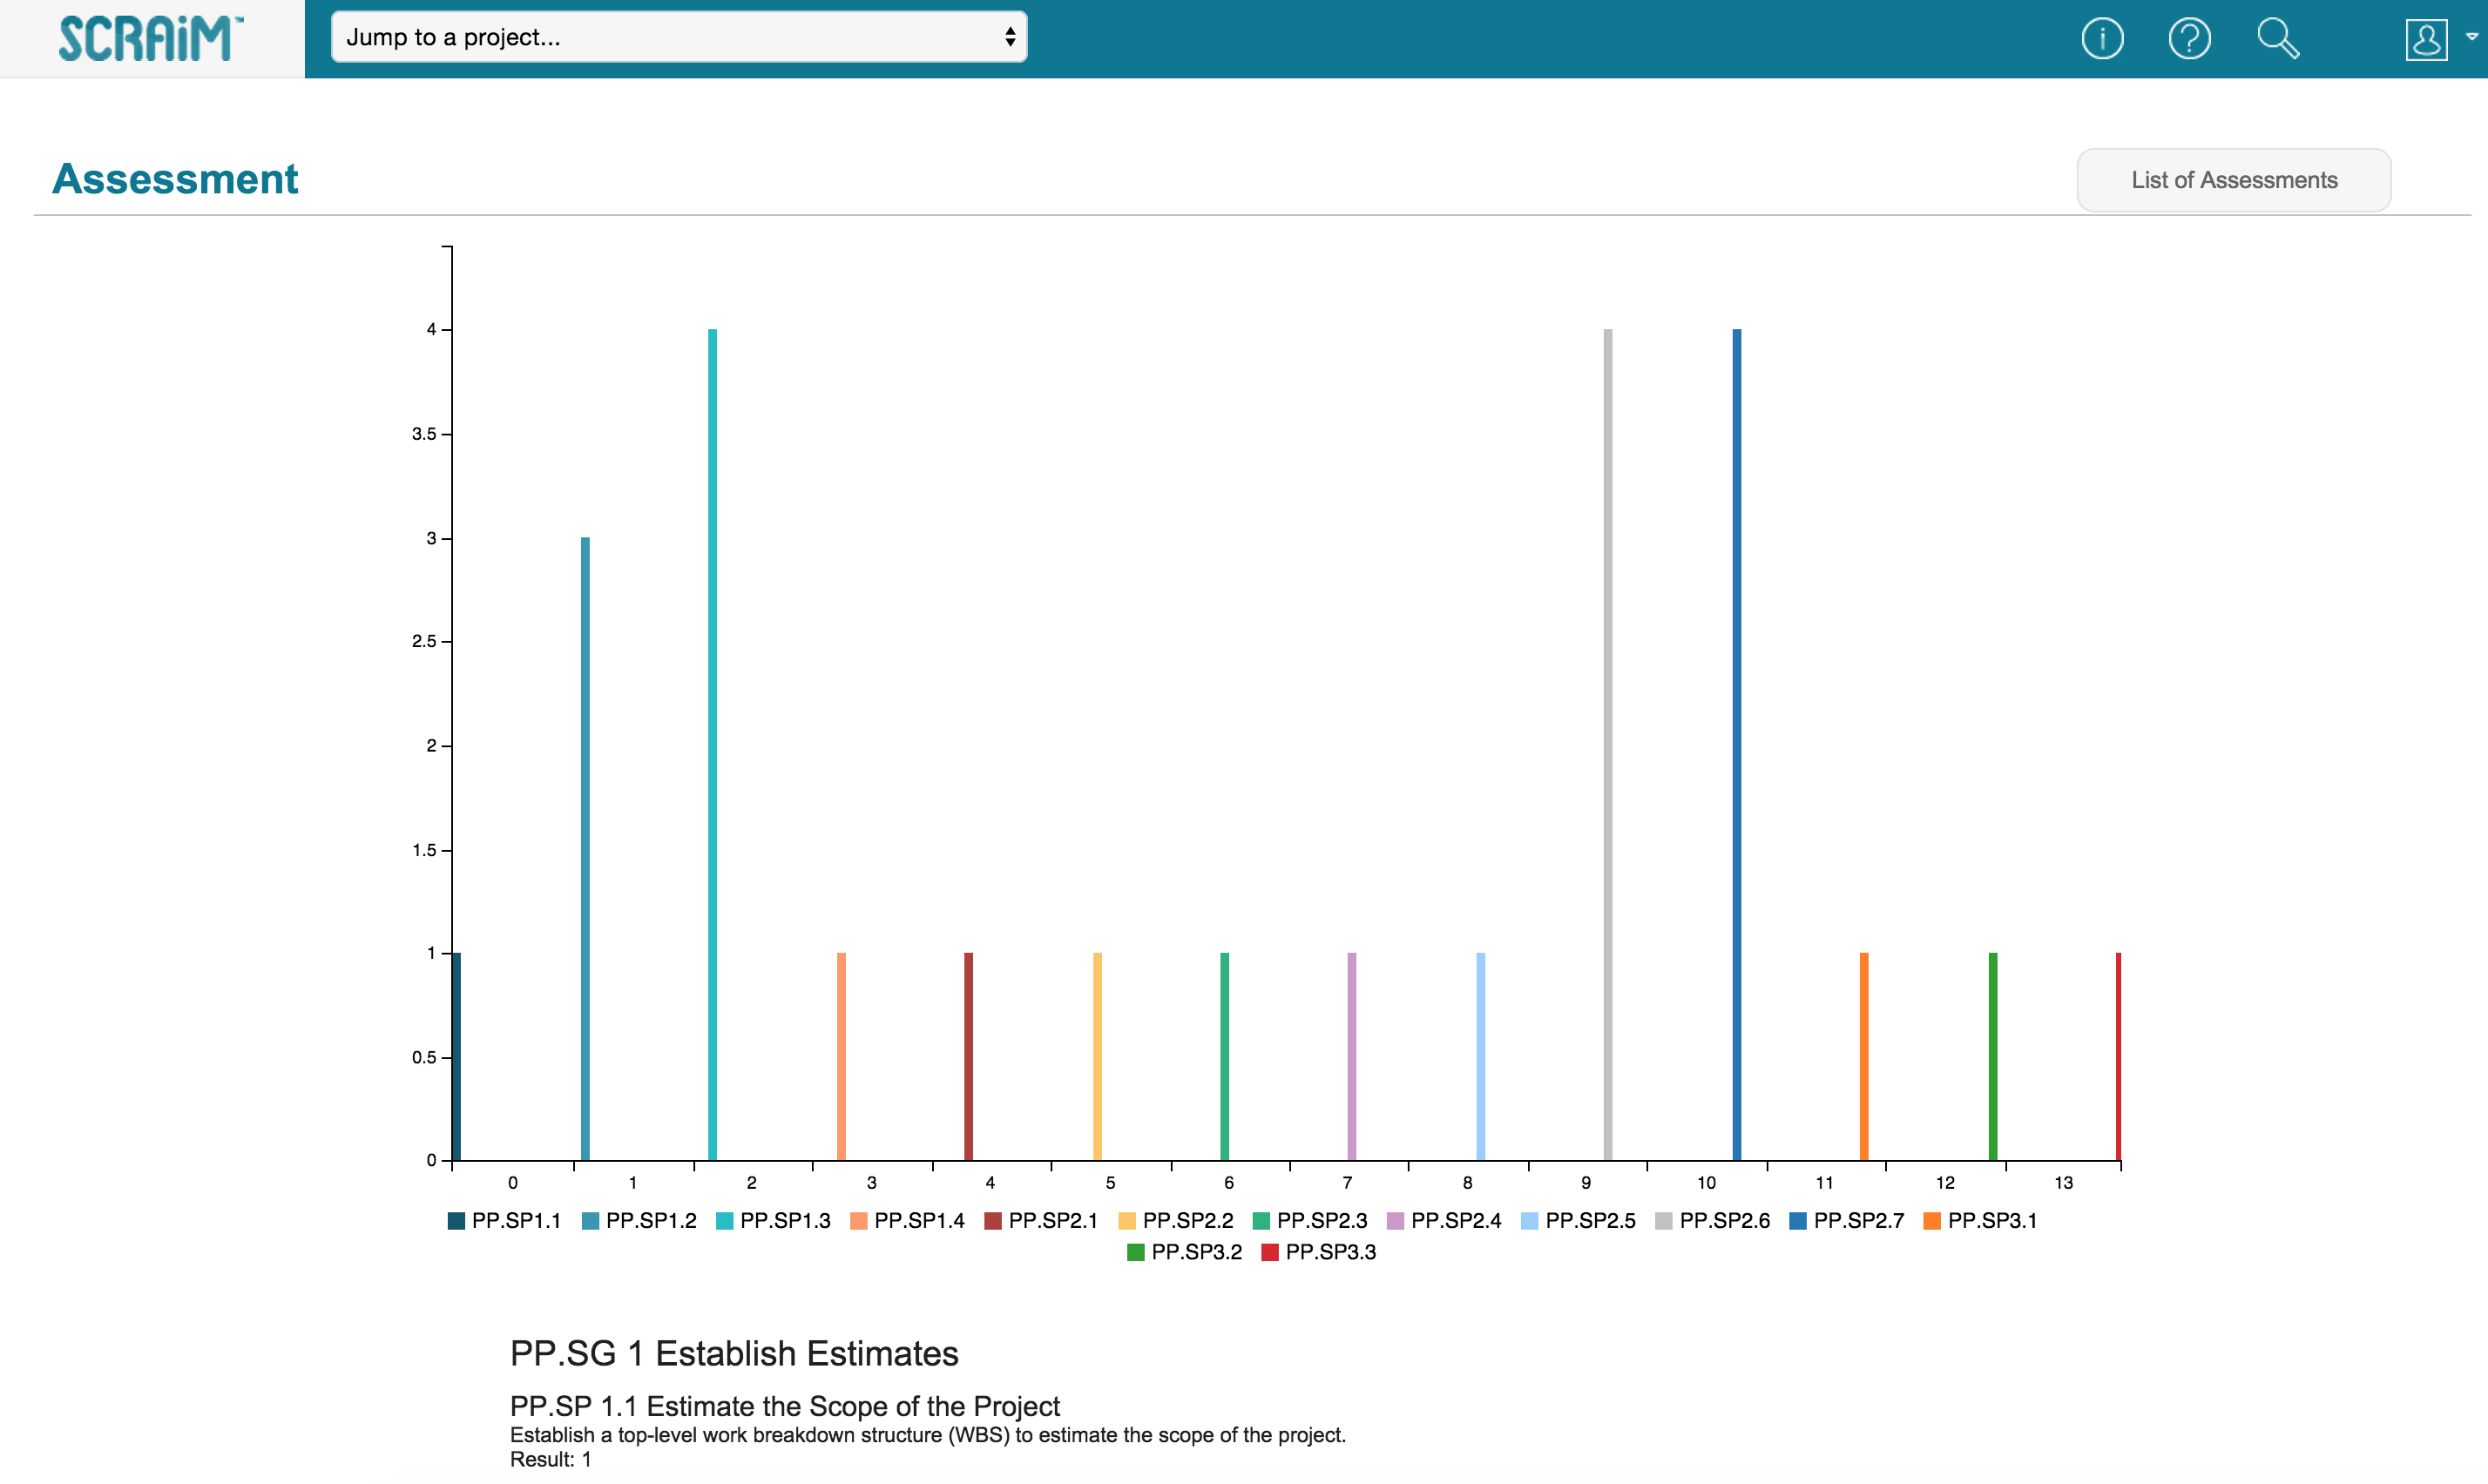 SCRAiM™
Jump to a project...
Assessment
List of Assessments
4
3.5
3
2.5
2
1.5
1
0.5
0
0 1 2 3 4 5 6 7 8 9 10 11 12 13
PP.SP1.1 PP.SP1.2 PP.SP1.3 PP.SP1.4 PP.SP2.1 PP.SP2.2 PP.SP2.3 PP.SP2.4 PP.SP2.5 PP.SP2.6 PP.SP2.7 PP.SP3.1
PP.SP3.2 PP.SP3.3
PP.SG 1 Establish Estimates
PP.SP 1.1 Estimate the Scope of the Project
Establish a top-level work breakdown structure (WBS) to estimate the scope of the project.
Result: 1